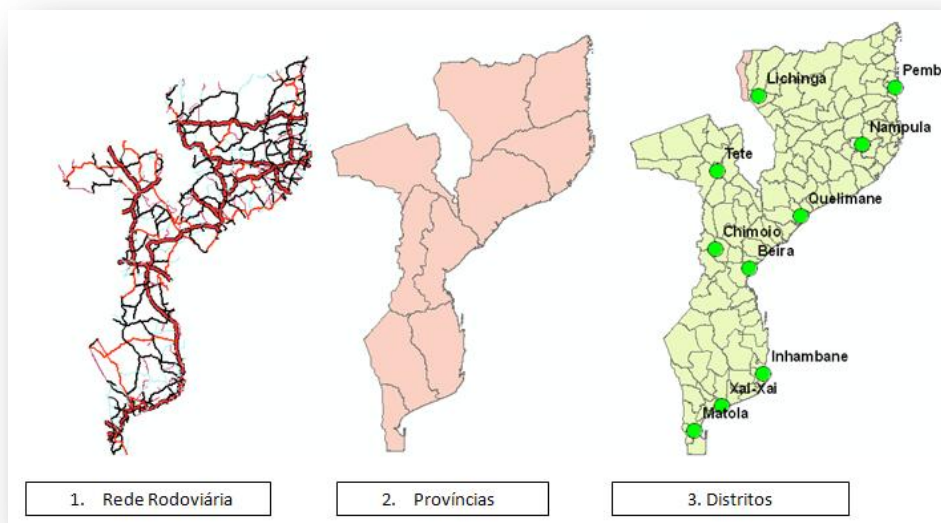 Lichinga
Pemb
Nampula
Tete
Quelimane
Chimoio
Beira
Inhambane
Xai-Xai
Matola
1. Rede Rodoviária
2. Províncias
3. Distritos